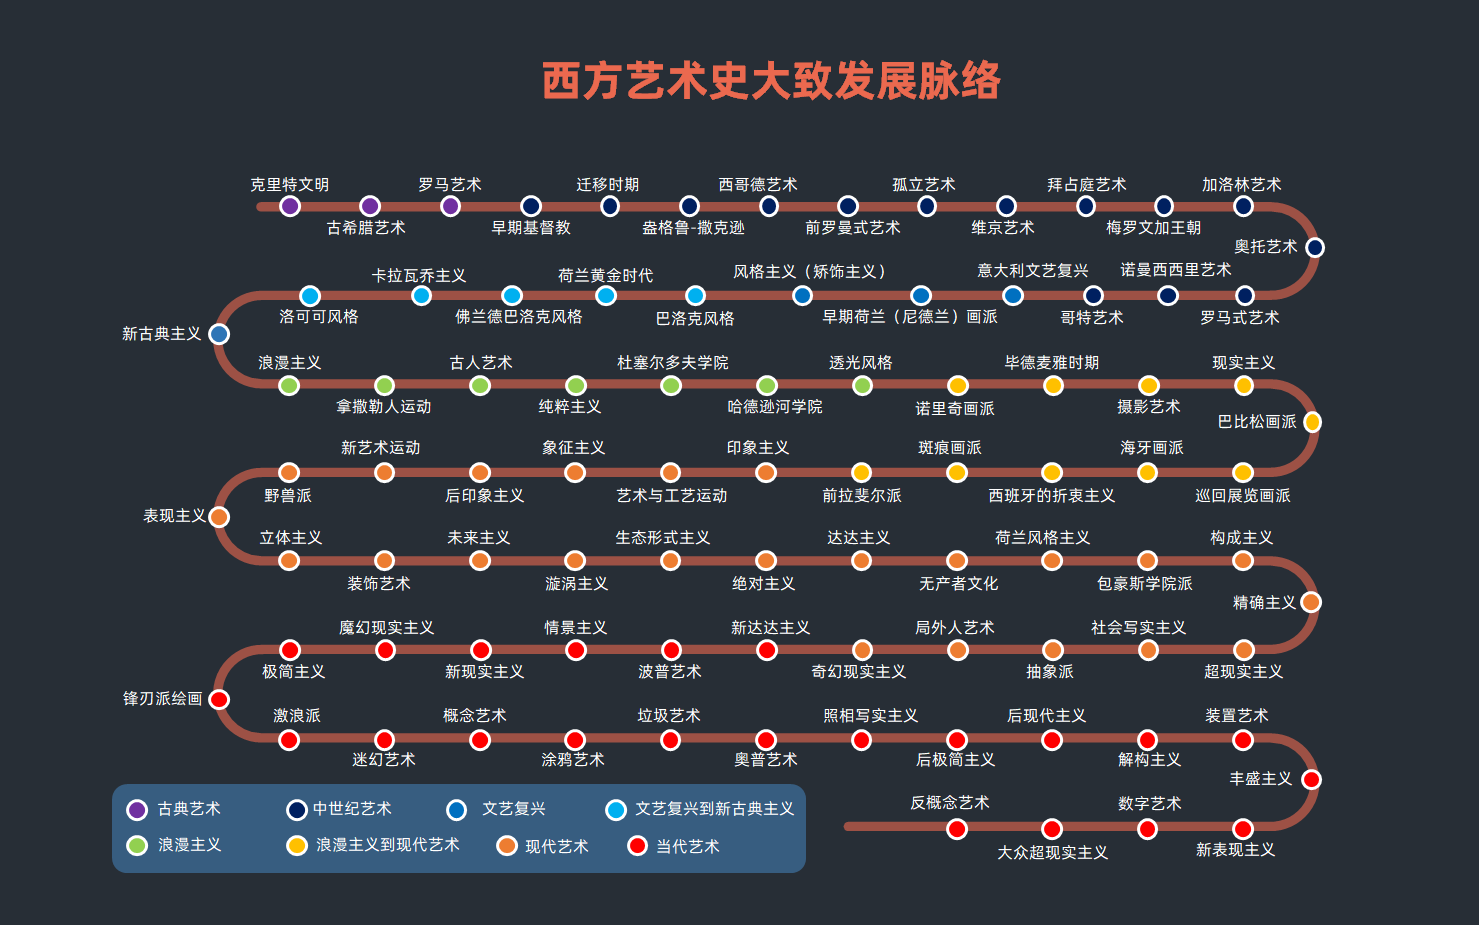 西方艺术史大致发展脉络
克里特文明 罗马艺术 迁移时期 西哥德艺术 孤立艺术 拜占庭艺术 加洛林艺术
古希腊艺术 早期基督教 盎格鲁-撒克逊 前罗曼式艺术 维京艺术 梅罗文加王朝
奥托艺术
卡拉瓦乔主义 荷兰黄金时代 风格主义（矫饰主义） 意大利文艺复兴 诺曼西西里艺术
洛可可风格 佛兰德巴洛克风格 巴洛克风格 早期荷兰（尼德兰）画派 哥特艺术 罗马式艺术
新古典主义
浪漫主义 古人艺术 杜塞尔多夫学院 透光风格 毕德麦雅时期 现实主义
拿撒勒人运动 纯粹主义 哈德逊河学院 诺里奇画派 摄影艺术
巴比松画派
新艺术运动 象征主义 印象主义 斑痕画派 海牙画派
野兽派 后印象主义 艺术与工艺运动 前拉斐尔派 西班牙的折衷主义 巡回展览画派
表现主义
立体主义 未来主义 生态形式主义 达达主义 荷兰风格主义 构成主义
装饰艺术 漩涡主义 绝对主义 无产者文化 包豪斯学院派
精确主义
魔幻现实主义 情景主义 新达达主义 局外人艺术 社会写实主义
极简主义 新现实主义 波普艺术 奇幻现实主义 抽象派 超现实主义
锋刃派绘画
激浪派 概念艺术 垃圾艺术 照相写实主义 后现代主义 装置艺术
迷幻艺术 涂鸦艺术 奥普艺术 后极简主义 解构主义
丰盛主义
反概念艺术 数字艺术
大众超现实主义 新表现主义
古典艺术 中世纪艺术 文艺复兴 文艺复兴到新古典主义
浪漫主义 浪漫主义到现代艺术 现代艺术 当代艺术